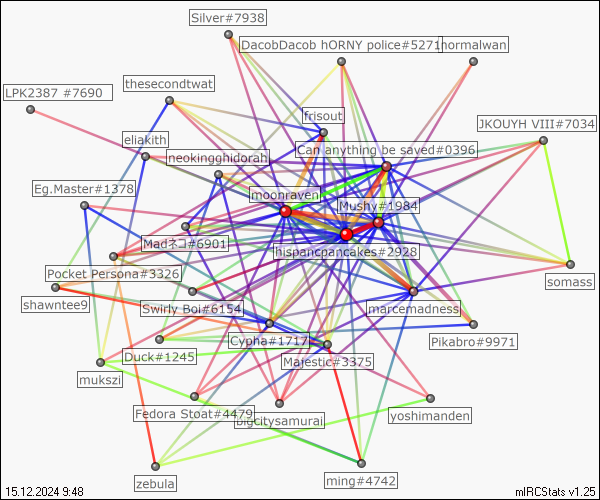 Silver#7938
DacobDacob hORNY police#5271
normalwan
thesecondtwat
LPK2387 #7690
frisout
JKOUYH VIII#7034
eliakith
Can anything be saved#0396
neokingghidorah
Eg.Master#1378
moonraven
Mushy#1984
Madネコ#6901
hispancpancakes#2928
Pocket Persona#3326
somass
shawntee9
Swirly Boi#6154
marcemadness
Cypha#1717
Pikabro#9971
Duck#1245
Majestic#3375
mukszi
Fedora Stoat#4479
bigcitysamurai
yoshimanden
zebula
ming#4742
15.12.2024 9:48
mIRCStats v1.25